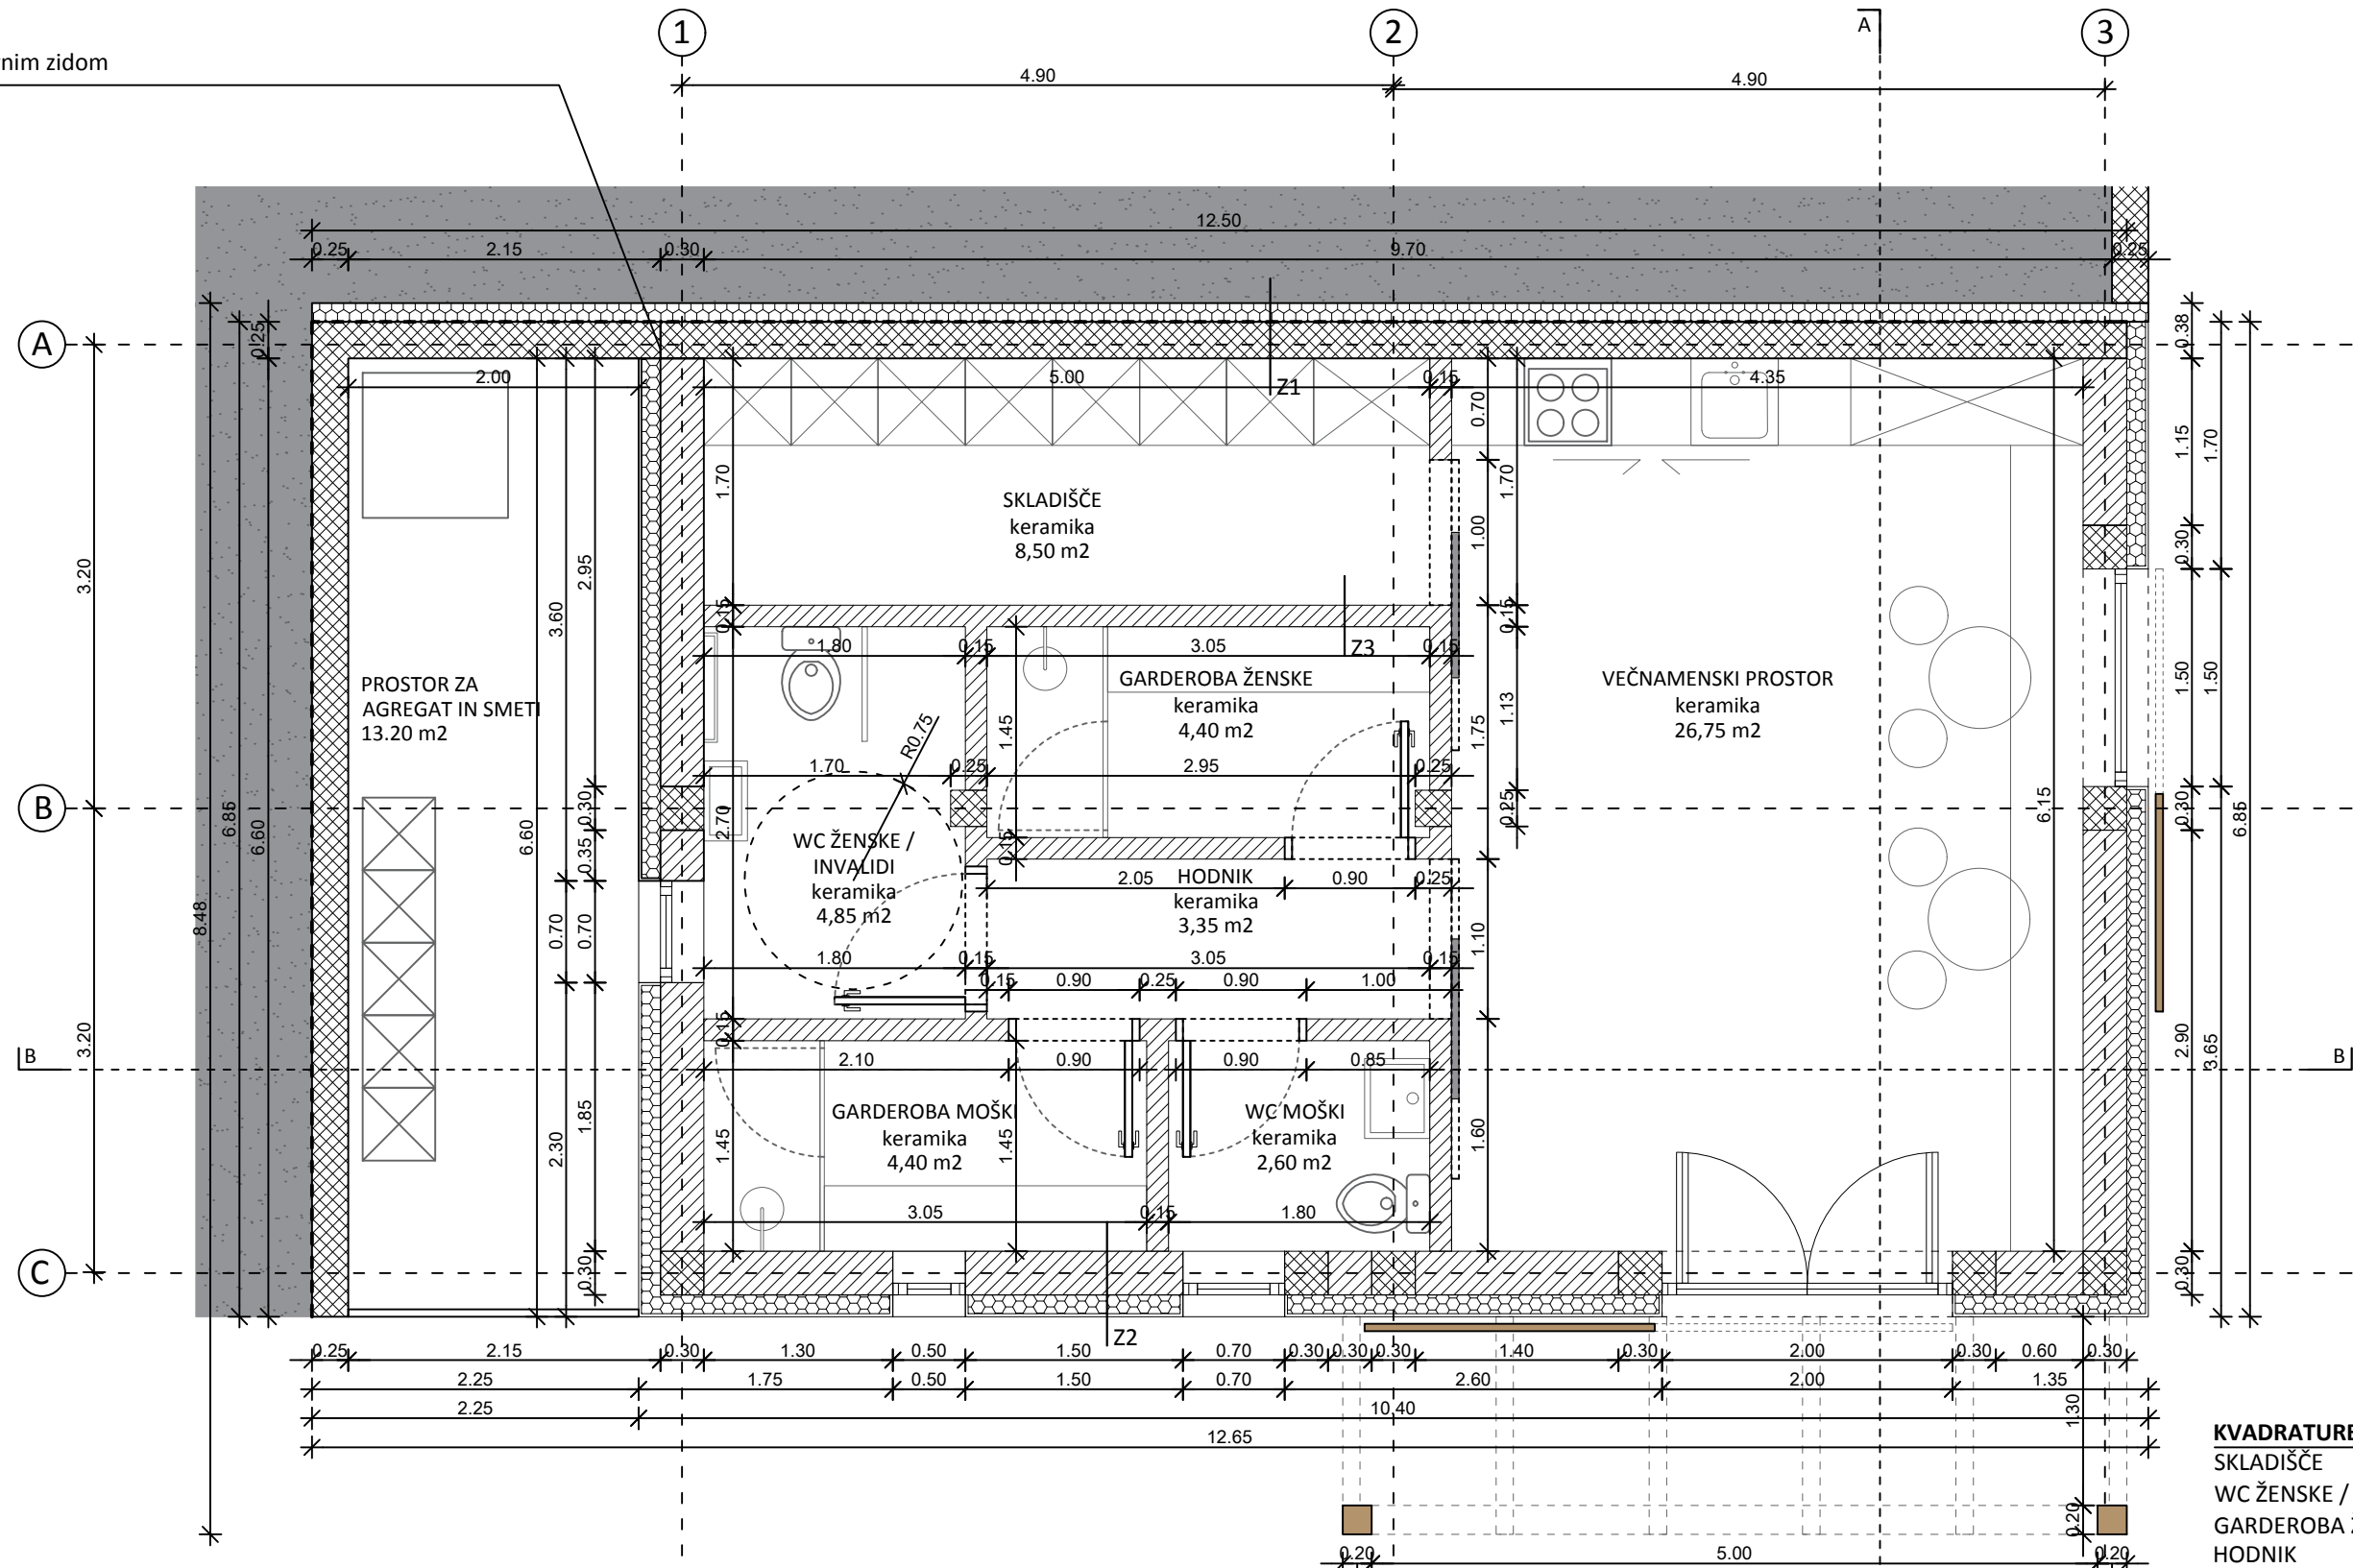 1
2
A
3
nim zidom
4.90
4.90
12.50
0.25
2.15
0.30
9.70
0.25
A
0.25
0.38
2.00
5.00
Z1
0.15
4.35
0.70
1.15
1.70
1.70
SKLADIŠČE
keramika
8,50 m2
1.70
1.00
3.20
2.95
3.60
0.30
0.15
0.15
1.80
0.15
3.05
Z3
0.15
PROSTOR ZA
AGREGAT IN SMETI
13.20 m2
GARDEROBA ŽENSKE
keramika
4,40 m2
VEČNAMENSKI PROSTOR
keramika
26,75 m2
1.45
R0.75
1.75
1.13
1.50
1.50
1.70
0.25
2.95
0.25
B
6.85
6.60
6.60
0.30
2.70
0.25
6.15
0.30
6.85
0.35
0.15
WC ŽENSKE /
INVALIDI
keramika
4,85 m2
2.05
HODNIK
keramika
3,35 m2
0.90
0.25
8.48
0.70
0.70
1.10
1.80
0.15
3.05
0.15
0.15
0.90
0.25
0.90
1.00
3.20
0.15
2.90
3.65
B
B
2.10
0.90
0.90
0.85
2.30
1.85
1.45
GARDEROBA MOŠKI
keramika
4,40 m2
1.45
WC MOŠKI
keramika
2,60 m2
1.60
3.05
0.15
1.80
C
0.30
0.30
Z2
0.25
2.15
0.30
1.30
0.50
1.50
0.70
0.30
0.30
0.30
1.40
0.30
2.00
0.30
0.60
0.30
2.25
1.75
0.50
1.50
0.70
2.60
2.00
1.35
2.25
10.40
1.30
12.65
KVADRATURE
SKLADIŠČE
WC ŽENSKE /
GARDEROBA
HODNIK
0.20
0.20
5.00
0.20